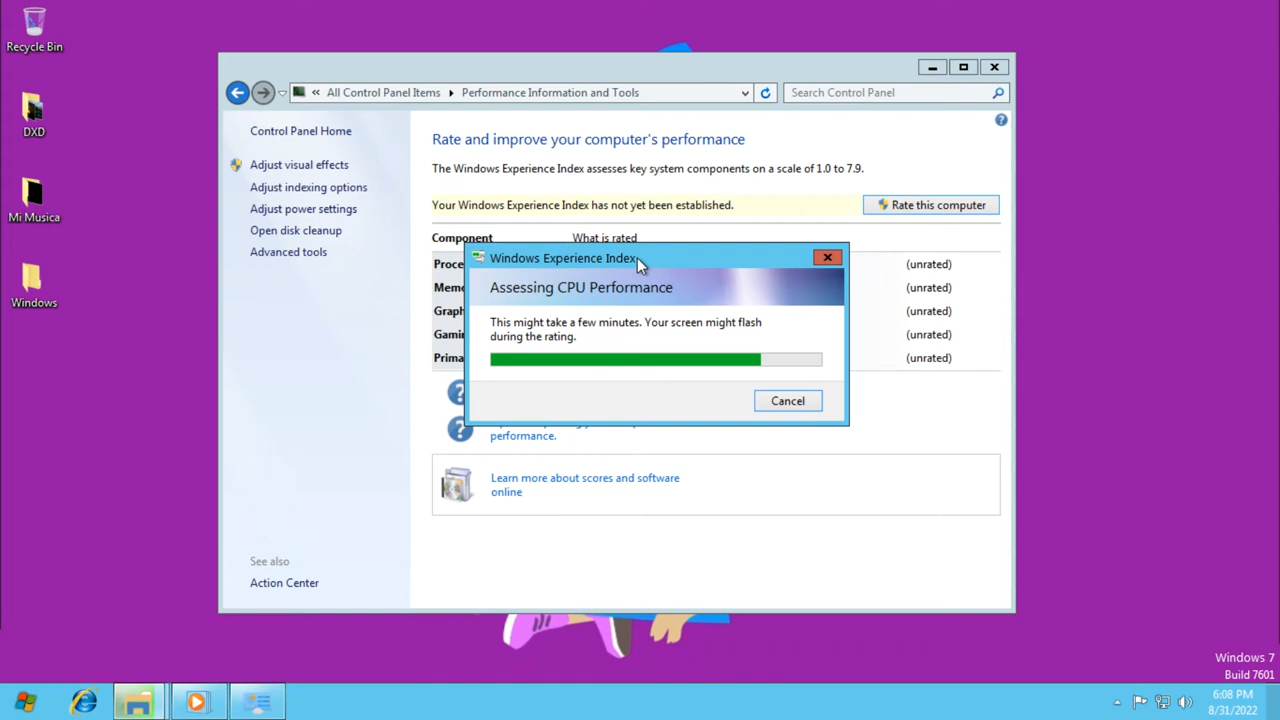 Recycle Bin
DXD
Mi Musica
Windows
« All Control Panel Items Performance Information and Tools
Search Control Panel
Control Panel Home
Adjust visual effects
Adjust indexing options
Adjust power settings
Open disk cleanup
Advanced tools
See also
Action Center
Rate and improve your computer's performance
The Windows Experience Index assesses key system components on a scale of 1.0 to 7.9.
Your Windows Experience Index has not yet been established.
Rate this computer
Component What is rated
Proce (unrated)
Memo (unrated)
Graph (unrated)
Gami (unrated)
Prima (unrated)
Windows Experience Index
Assessing CPU Performance
This might take a few minutes. Your screen might flash
during the rating.
Cancel
performance.
Learn more about scores and software
online
Windows 7
Build 7601
6:08 PM
8/31/2022